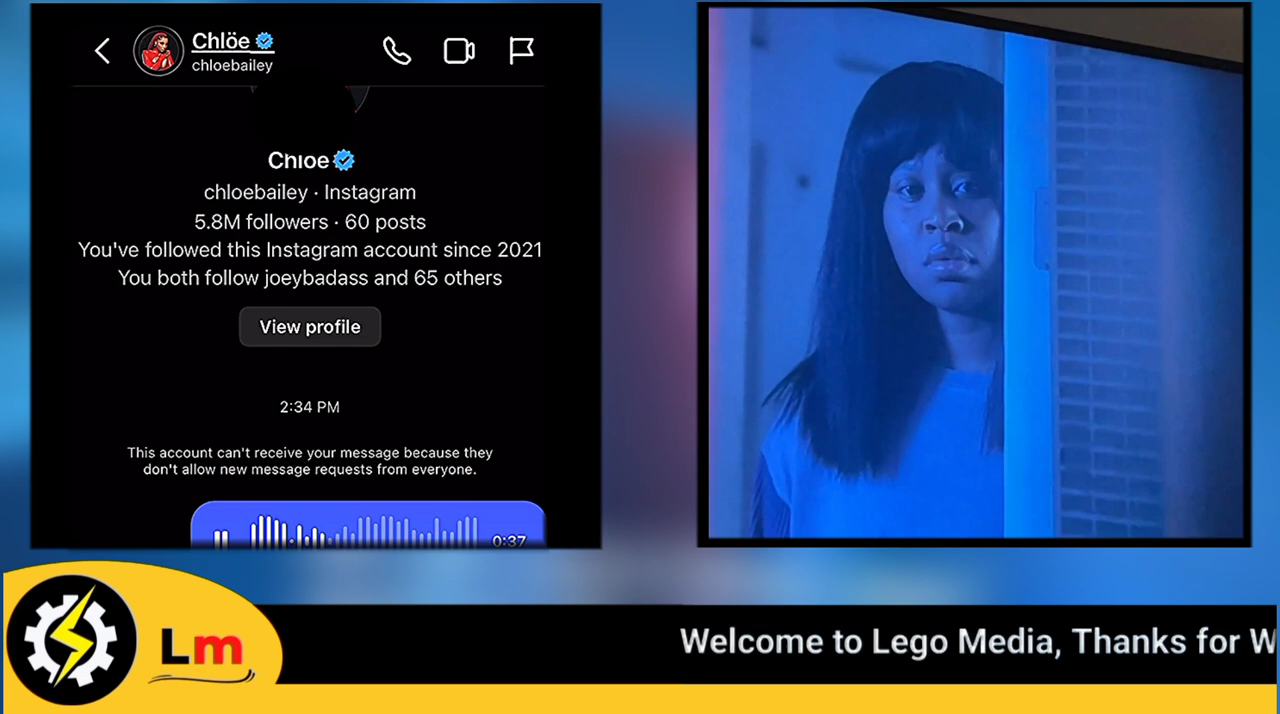 Chlöe
chloebailey
Chloe
chloebailey · Instagram
5.8M followers · 60 posts
You've followed this Instagram account since 2021
You both follow joeybadass and 65 others
View profile
2:34 PM
This account can't receive your message because they
don't allow new message requests from everyone.
0:37
Lm
Welcome to Lego Media, Thanks for W